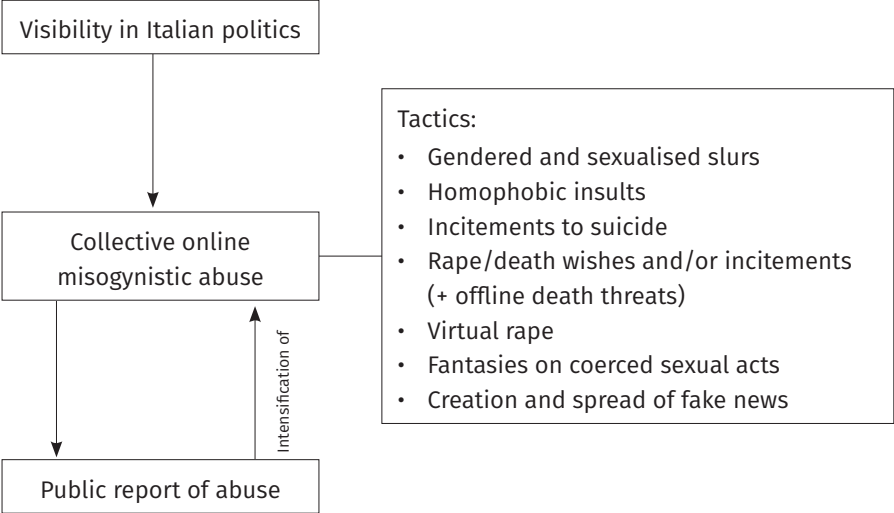 Visibility in Italian politics
Tactics:
• Gendered and sexualised slurs
• Homophobic insults
• Incitements to suicide
• Rape/death wishes and/or incitements
(+ offline death threats)
• Virtual rape
• Fantasies on coerced sexual acts
• Creation and spread of fake news
Collective online
misogynistic abuse
Intensification of
Public report of abuse